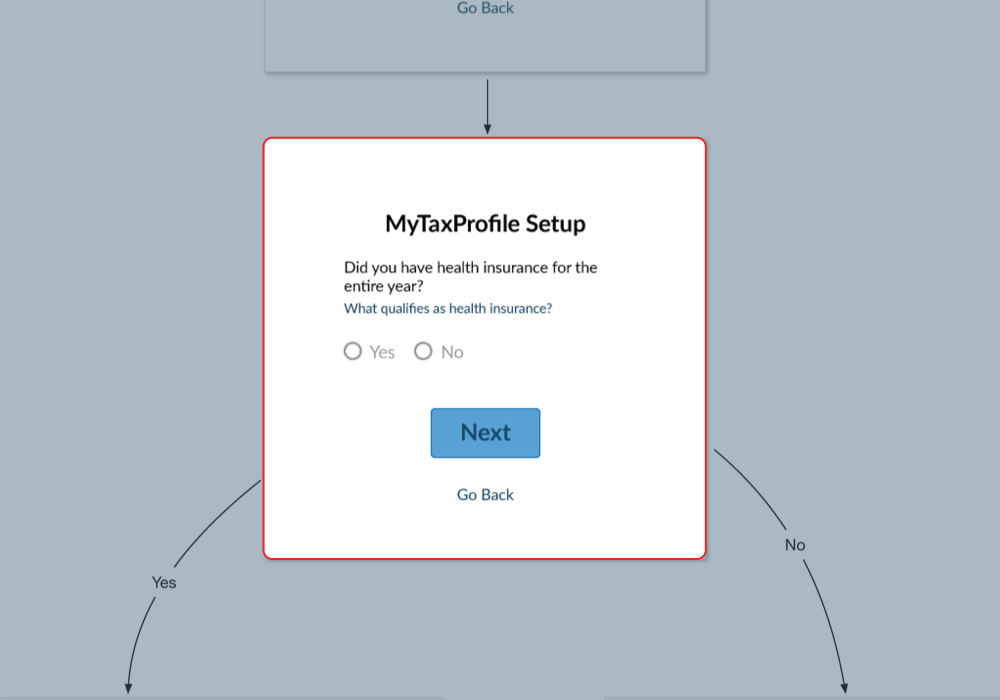 Go Back
MyTaxProfile Setup
Did you have health insurance for the
entire year?
What qualifies as health insurance?
Yes No
Next
Go Back
No
Yes